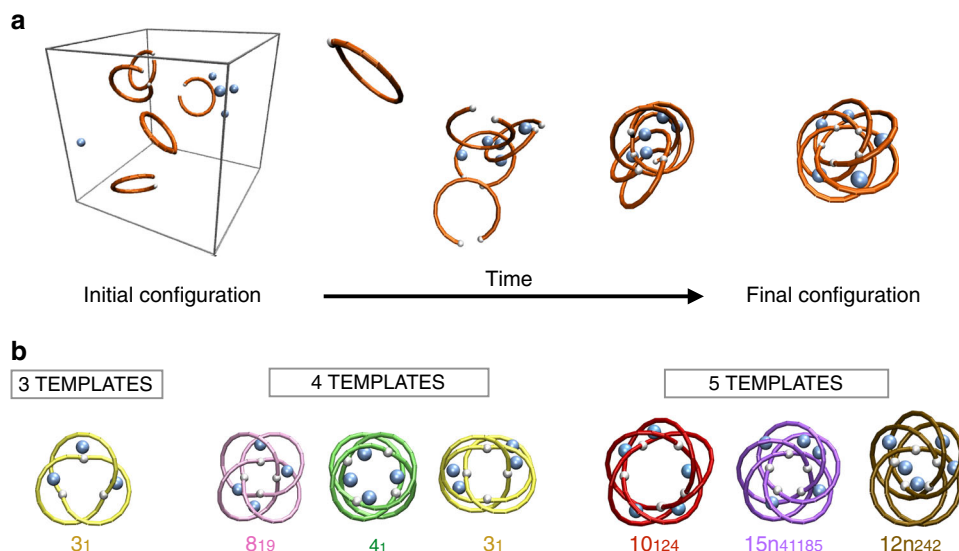 a
Initial configuration
Time
Final configuration
b
3 TEMPLATES
4 TEMPLATES
5 TEMPLATES
31
819
41
31
10124
15n41185
12n242